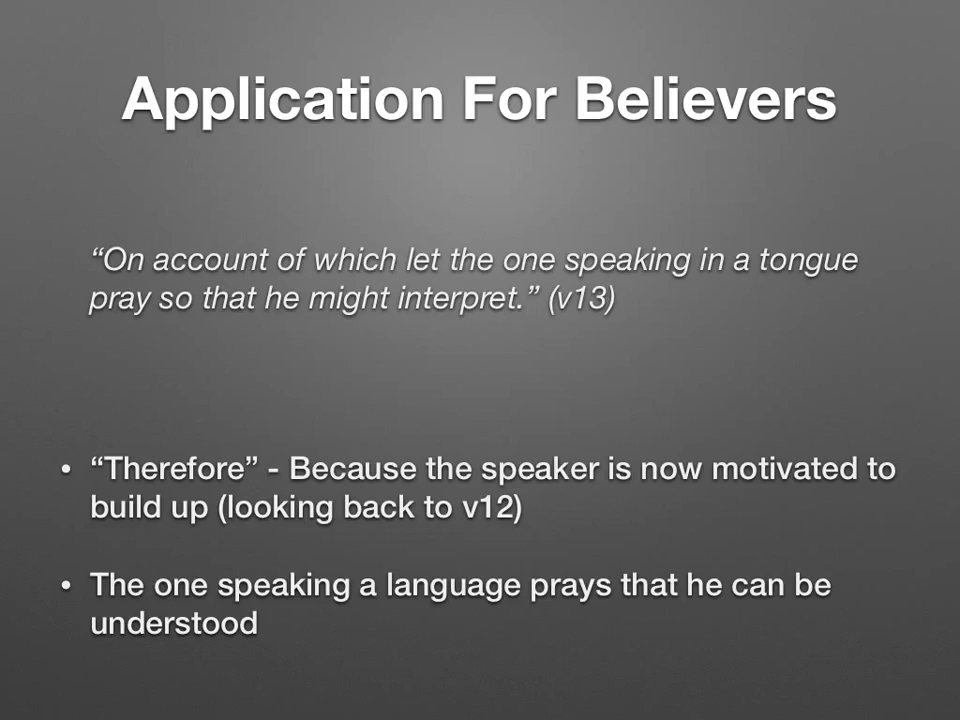 Application For Believers
“On account of which let the one speaking in a tongue
pray so that he might interpret.” (v13)
• “Therefore” - Because the speaker is now motivated to
build up (looking back to v12)
• The one speaking a language prays that he can be
understood